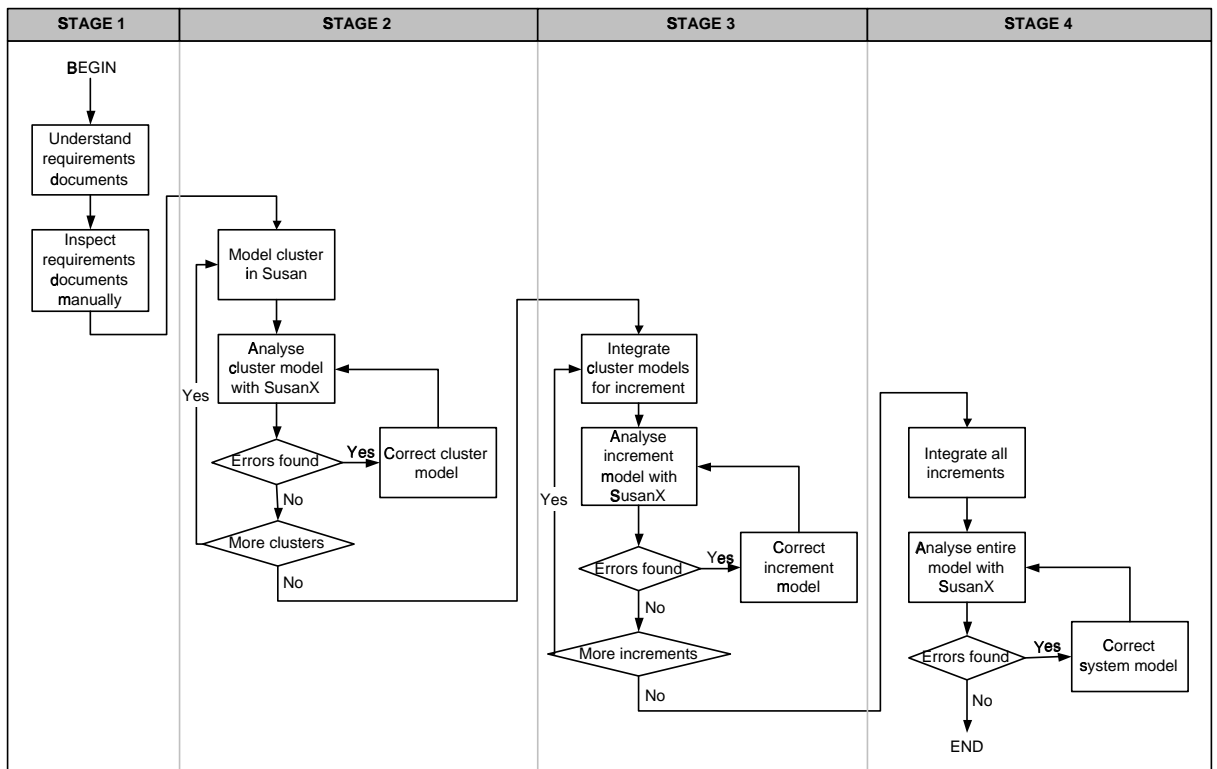 STAGE 1
STAGE 2
STAGE 3
STAGE 4
BEGIN
Understand
requirements
documents
Inspect
requirements
documents
manually
Model cluster
in Susan
Analyse
cluster model
with SusanX
Yes
Errors found
Yes
Correct cluster
model
No
More clusters
No
Integrate
cluster models
for increment
Analyse
increment
model with
SusanX
Yes
Errors found
Yes
Correct
increment
model
No
More increments
No
Integrate all
increments
Analyse entire
model with
SusanX
Errors found
Yes
Correct
system model
No
END